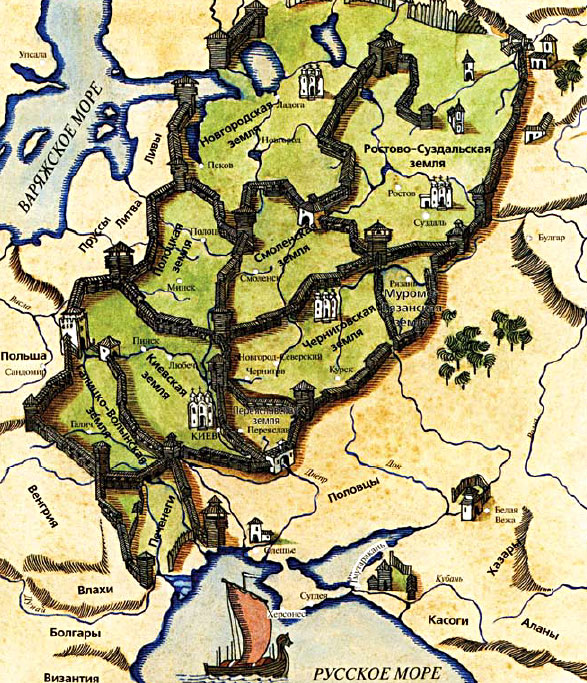 Упсала
ВАРЯЖСКОЕ МОРЕ
Ливы
Новгородская
земля
Ладога
Новгород
Псков
Ростово-Суздальская
земля
Ростов
Суздаль
Литва
Пруссы
Полоцкая
земля
Полоцк
Минск
Смоленская
земля
Смоленск
Булгар
Рязань
Муромо-
Рязанская
земля
Висла
Польша
Сандомир
Пинск
Любеч
Киевская
земля
Новгород-Северский
Чернигов
Черниговская
земля
Курск
Галицко-Волынская
земля
Галич
КИЕВ
Переяславская
земля
Переяслав
Днепр
Половцы
Дон
Белая
Вежа
Хазары
Венгрия
Печенеги
Олешье
Тмутаракань
Кубань
Влахи
Дунай
Херсонес
Сугдея
Касоги
Аланы
Болгары
Византия
РУССКОЕ МОРЕ